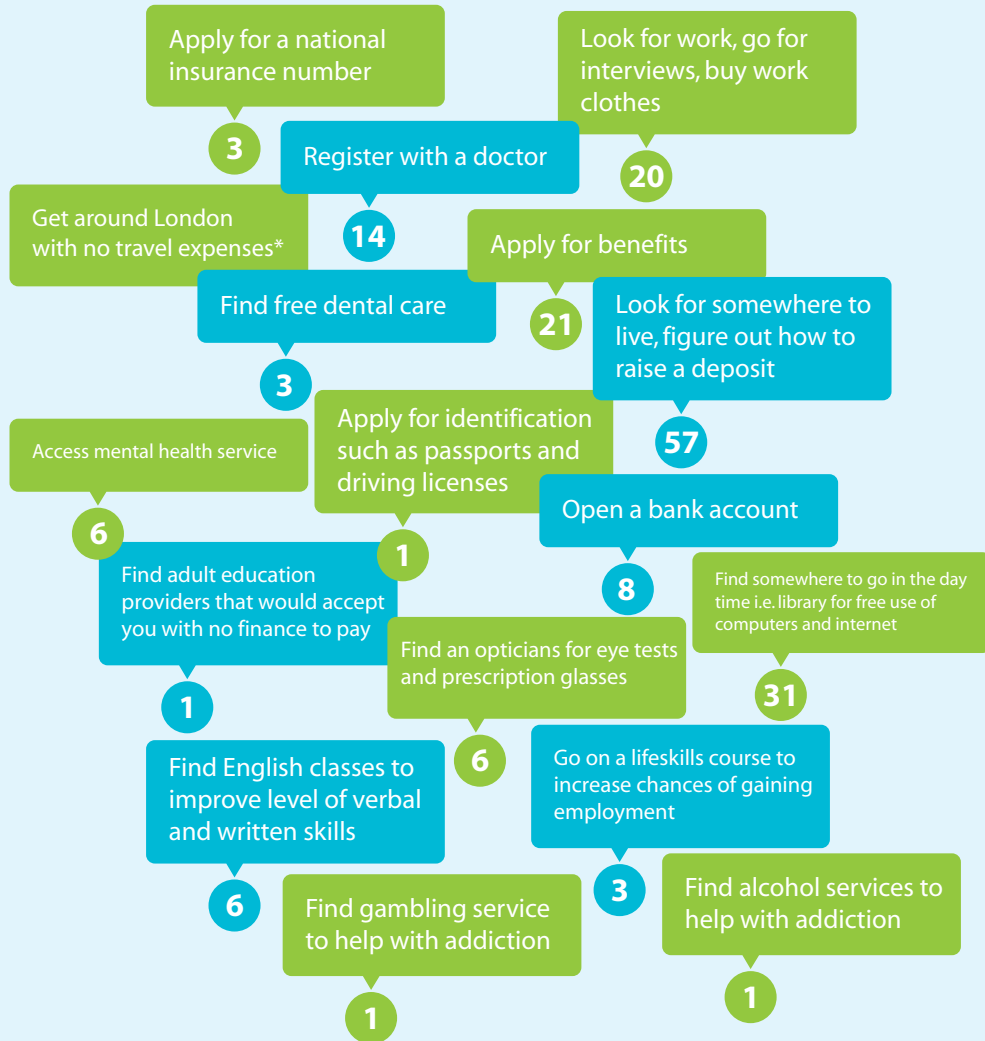 Apply for a national
insurance number
3
Look for work, go for
interviews, buy work
clothes
20
Register with a doctor
14
Get around London
with no travel expenses*
Apply for benefits
21
Find free dental care
3
Look for somewhere to
live, figure out how to
raise a deposit
57
Access mental health service
6
Apply for identification
such as passports and
driving licenses
1
Open a bank account
8
Find adult education
providers that would accept
you with no finance to pay
1
Find somewhere to go in the day
time i.e. library for free use of
computers and internet
31
Find an opticians for eye tests
and prescription glasses
6
Find English classes to
improve level of verbal
and written skills
6
Go on a lifeskills course to
increase chances of gaining
employment
3
Find gambling service
to help with addiction
1
Find alcohol services to
help with addiction
1